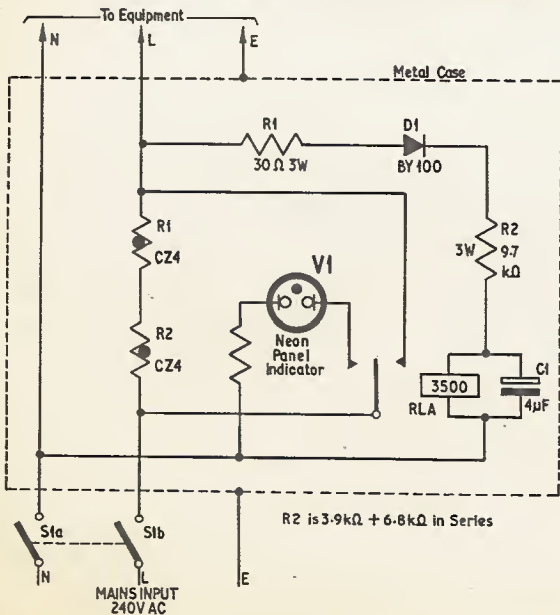 To Equipment
N
L
E
Metal Case
R1
30Ω 3W
D1
BY 100
R1
CZ4
R2
3W 9.7
kΩ
V1
R2
CZ4
Neon
Panel
Indicator
3500
RLA
C1
4µF
S1a
S1b
R2 is 3.9kΩ + 6.8kΩ in Series
N
L
E
MAINS INPUT
240V AC